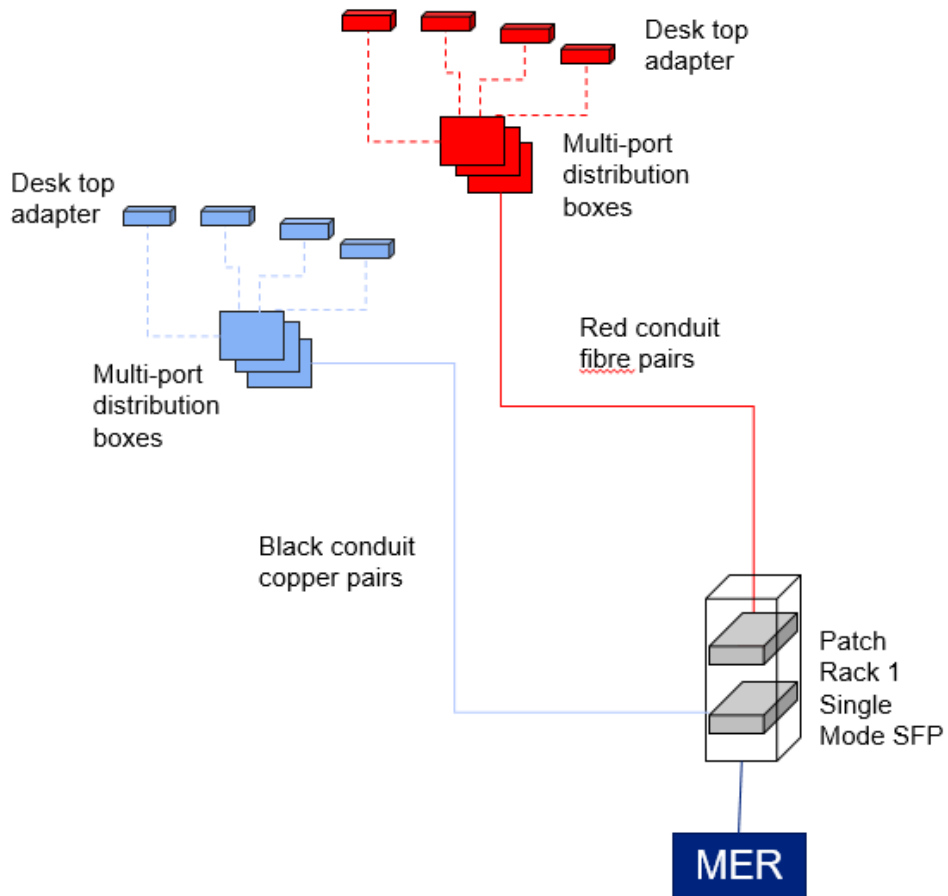 Desk top
adapter
Multi-port
distribution
boxes
Desk top
adapter
Multi-port
distribution
boxes
Red conduit
fibre pairs
Black conduit
copper pairs
Patch
Rack 1
Single
Mode SFP
MER